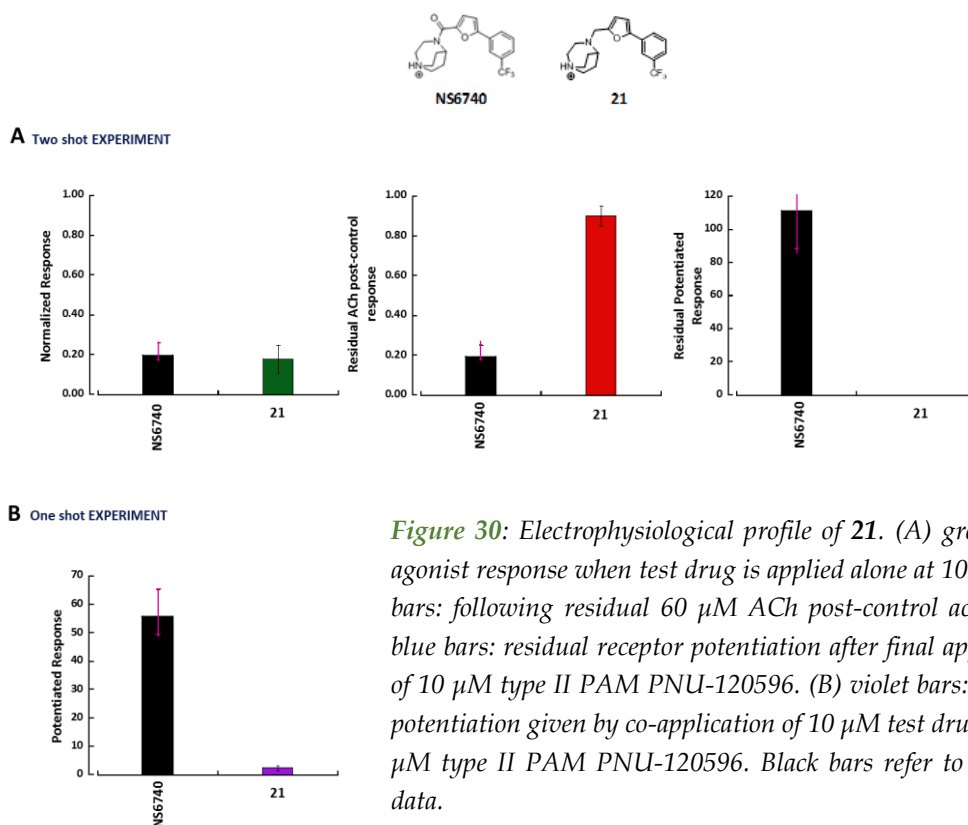 O
N
O
HN
⊕
CF₃
NS6740
N
O
HN
⊕
CF₃
21
A Two shot EXPERIMENT
Normalized Response
1.00
0.80
0.60
0.40
0.20
0.00
NS6740
21
Residual ACh post-control
response
1.00
0.80
0.60
0.40
0.20
0.00
NS6740
21
Residual Potentiated
Response
120
100
80
60
40
20
0
NS6740
21
B One shot EXPERIMENT
Potentiated Response
70
60
50
40
30
20
10
0
NS6740
21
Figure 30: Electrophysiological profile of 21. (A) gre
agonist response when test drug is applied alone at 10
bars: following residual 60 µM ACh post-control ac
blue bars: residual receptor potentiation after final app
of 10 µM type II PAM PNU-120596. (B) violet bars:
potentiation given by co-application of 10 µM test drug
µM type II PAM PNU-120596. Black bars refer to
data.